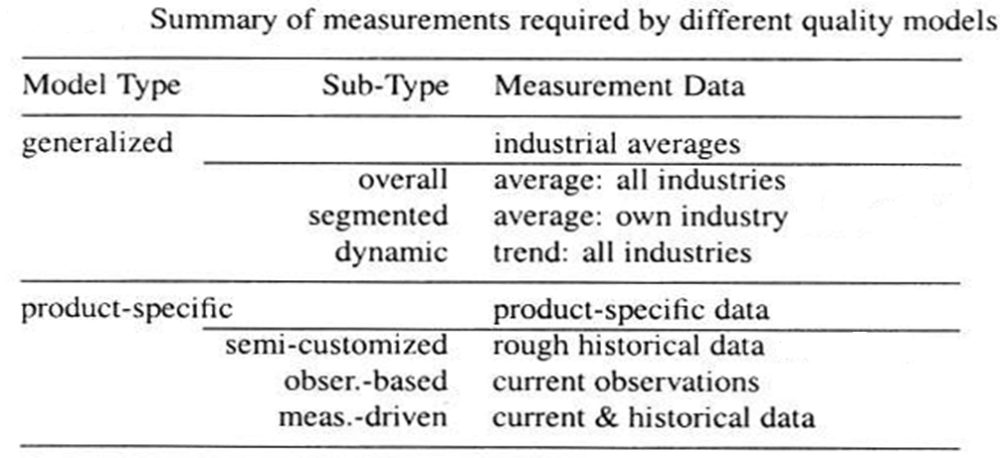 Summary of measurements required by different quality models
Model Type Sub-Type Measurement Data
generalized industrial averages
overall average: all industries
segmented average: own industry
dynamic trend: all industries
product-specific product-specific data
semi-customized rough historical data
obser.-based current observations
meas.-driven current & historical data